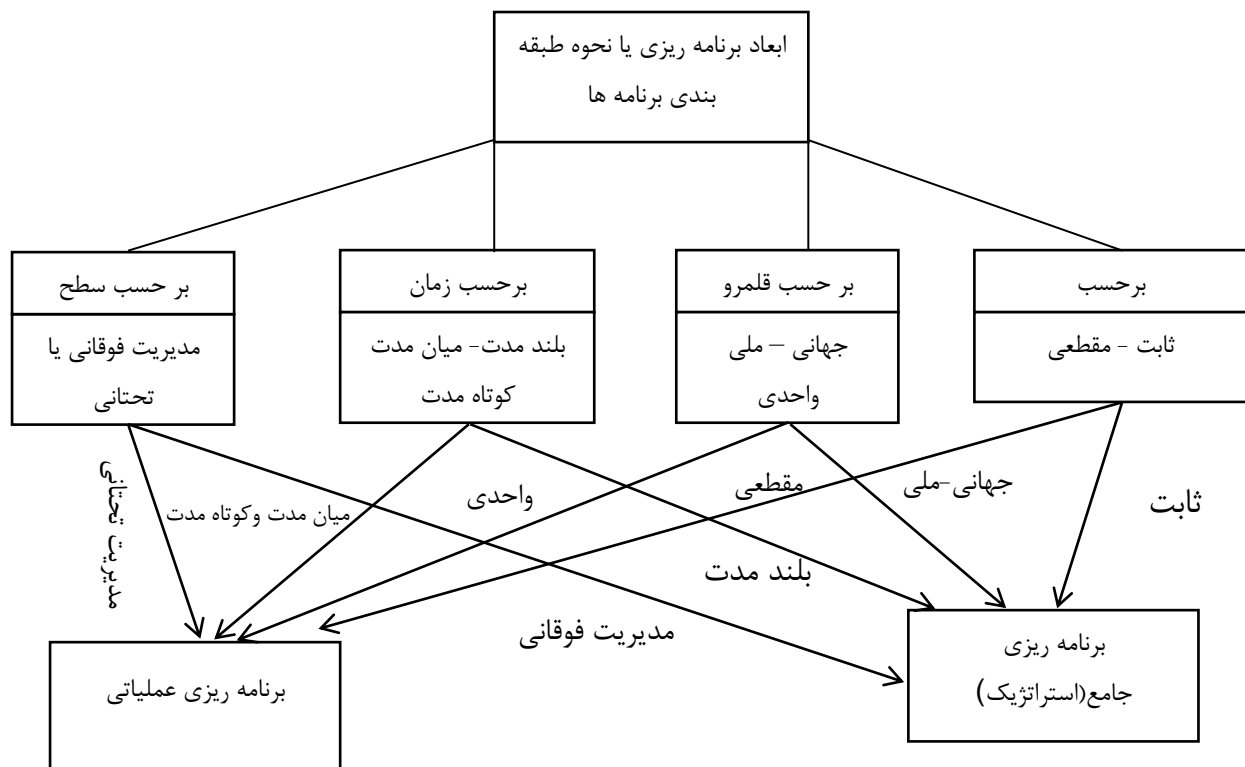 ابعاد برنامه ریزی یا نحوه طبقه
بندی برنامه ها
برحسب
ثابت - مقطعی
بر حسب قلمرو
جهانی – ملی
واحدی
برحسب زمان
بلند مدت- میان مدت
کوتاه مدت
بر حسب سطح
مدیریت فوقانی یا
تحتانی
ثابت
جهانی-ملی
مقطعی
واحدی
میان مدت وکوتاه مدت
مدیریت تحتانی
بلند مدت
مدیریت فوقانی
برنامه ریزی
جامع(استراتژیک)
برنامه ریزی عملیاتی